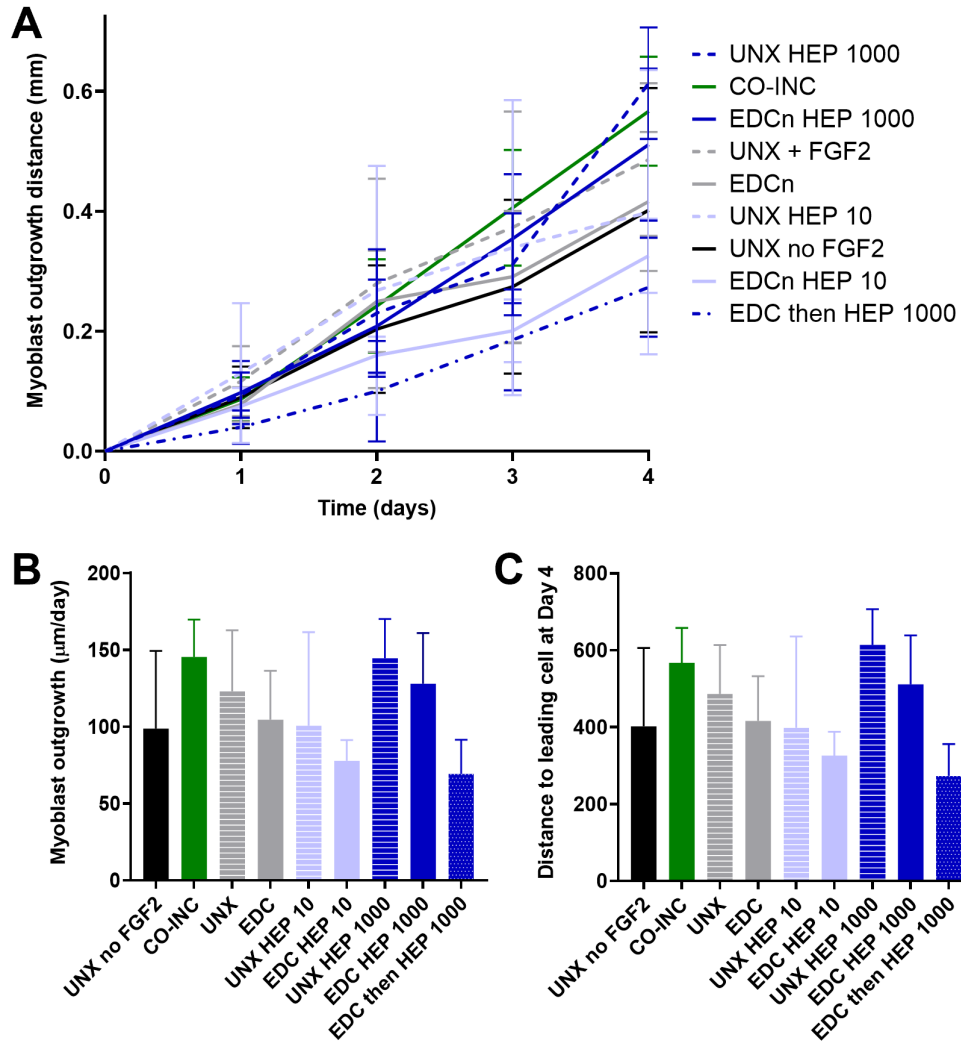 A
Myoblast outgrowth distance (mm)
0.6
0.4
0.2
0.0
0 1 2 3 4
Time (days)
UNX HEP 1000
CO-INC
EDCn HEP 1000
UNX + FGF2
EDCn
UNX HEP 10
UNX no FGF2
EDCn HEP 10
EDC then HEP 1000
B
Myoblast outgrowth (μm/day)
200
150
100
50
0
UNX no FGF2
CO-INC
UNX
EDC
UNX HEP 10
EDC HEP 10
UNX HEP 1000
EDC HEP 1000
EDC then HEP 1000
C
Distance to leading cell at Day 4
800
600
400
200
0
UNX no FGF2
CO-INC
UNX
EDC
UNX HEP 10
EDC HEP 10
UNX HEP 1000
EDC HEP 1000
EDC then HEP 1000